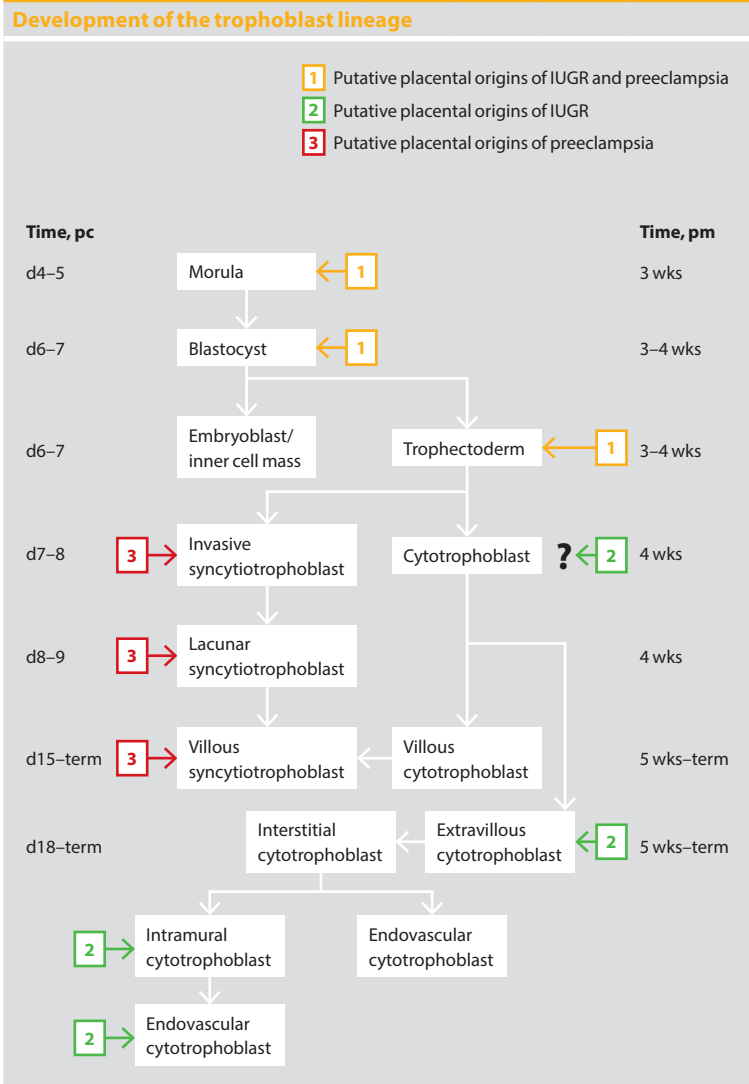 Development of the trophoblast lineage
1 Putative placental origins of IUGR and preeclampsia
2 Putative placental origins of IUGR
3 Putative placental origins of preeclampsia
Time, pc
Time, pm
d4–5
Morula
1
3 wks
d6–7
Blastocyst
1
3–4 wks
d6–7
Embryoblast/
inner cell mass
Trophectoderm
1
3–4 wks
d7–8
3
Invasive
syncytiotrophoblast
Cytotrophoblast
?
2
4 wks
d8–9
3
Lacunar
syncytiotrophoblast
4 wks
d15–term
3
Villous
syncytiotrophoblast
Villous
cytotrophoblast
5 wks–term
d18–term
Interstitial
cytotrophoblast
Extravillous
cytotrophoblast
2
5 wks–term
2
Intramural
cytotrophoblast
Endovascular
cytotrophoblast
2
Endovascular
cytotrophoblast